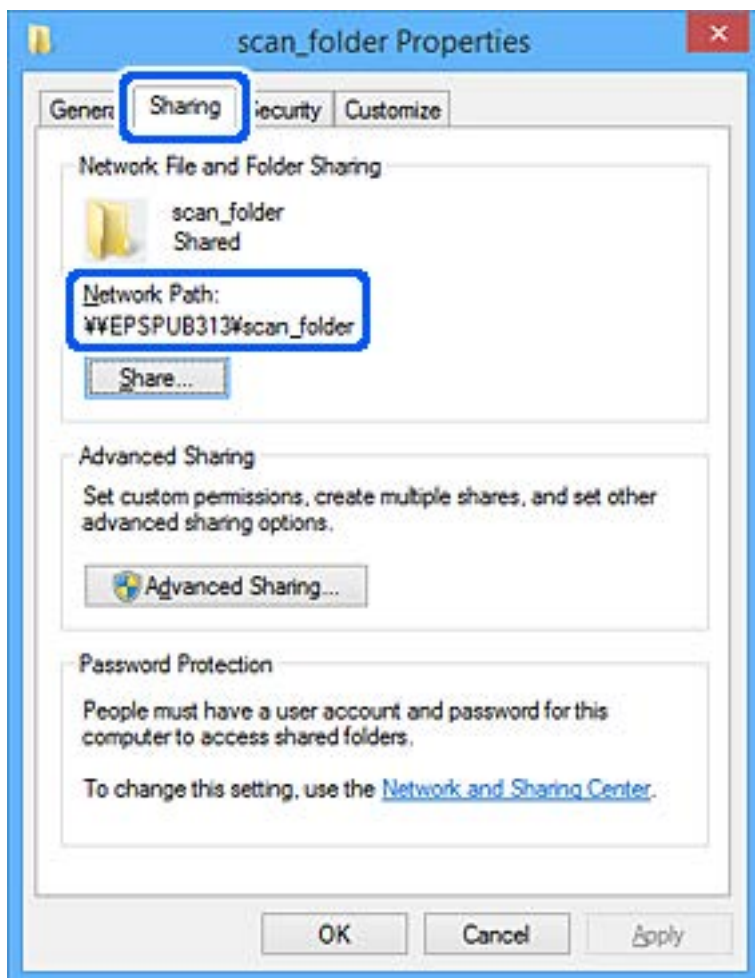 scan_folder Properties
General Sharing Security Customize
Network File and Folder Sharing
scan_folder
Shared
Network Path:
¥¥EPSPUB313¥scan_folder
Share...
Advanced Sharing
Set custom permissions, create multiple shares, and set other
advanced sharing options.
Advanced Sharing...
Password Protection
People must have a user account and password for this
computer to access shared folders.
To change this setting, use the Network and Sharing Center.
OK Cancel Apply